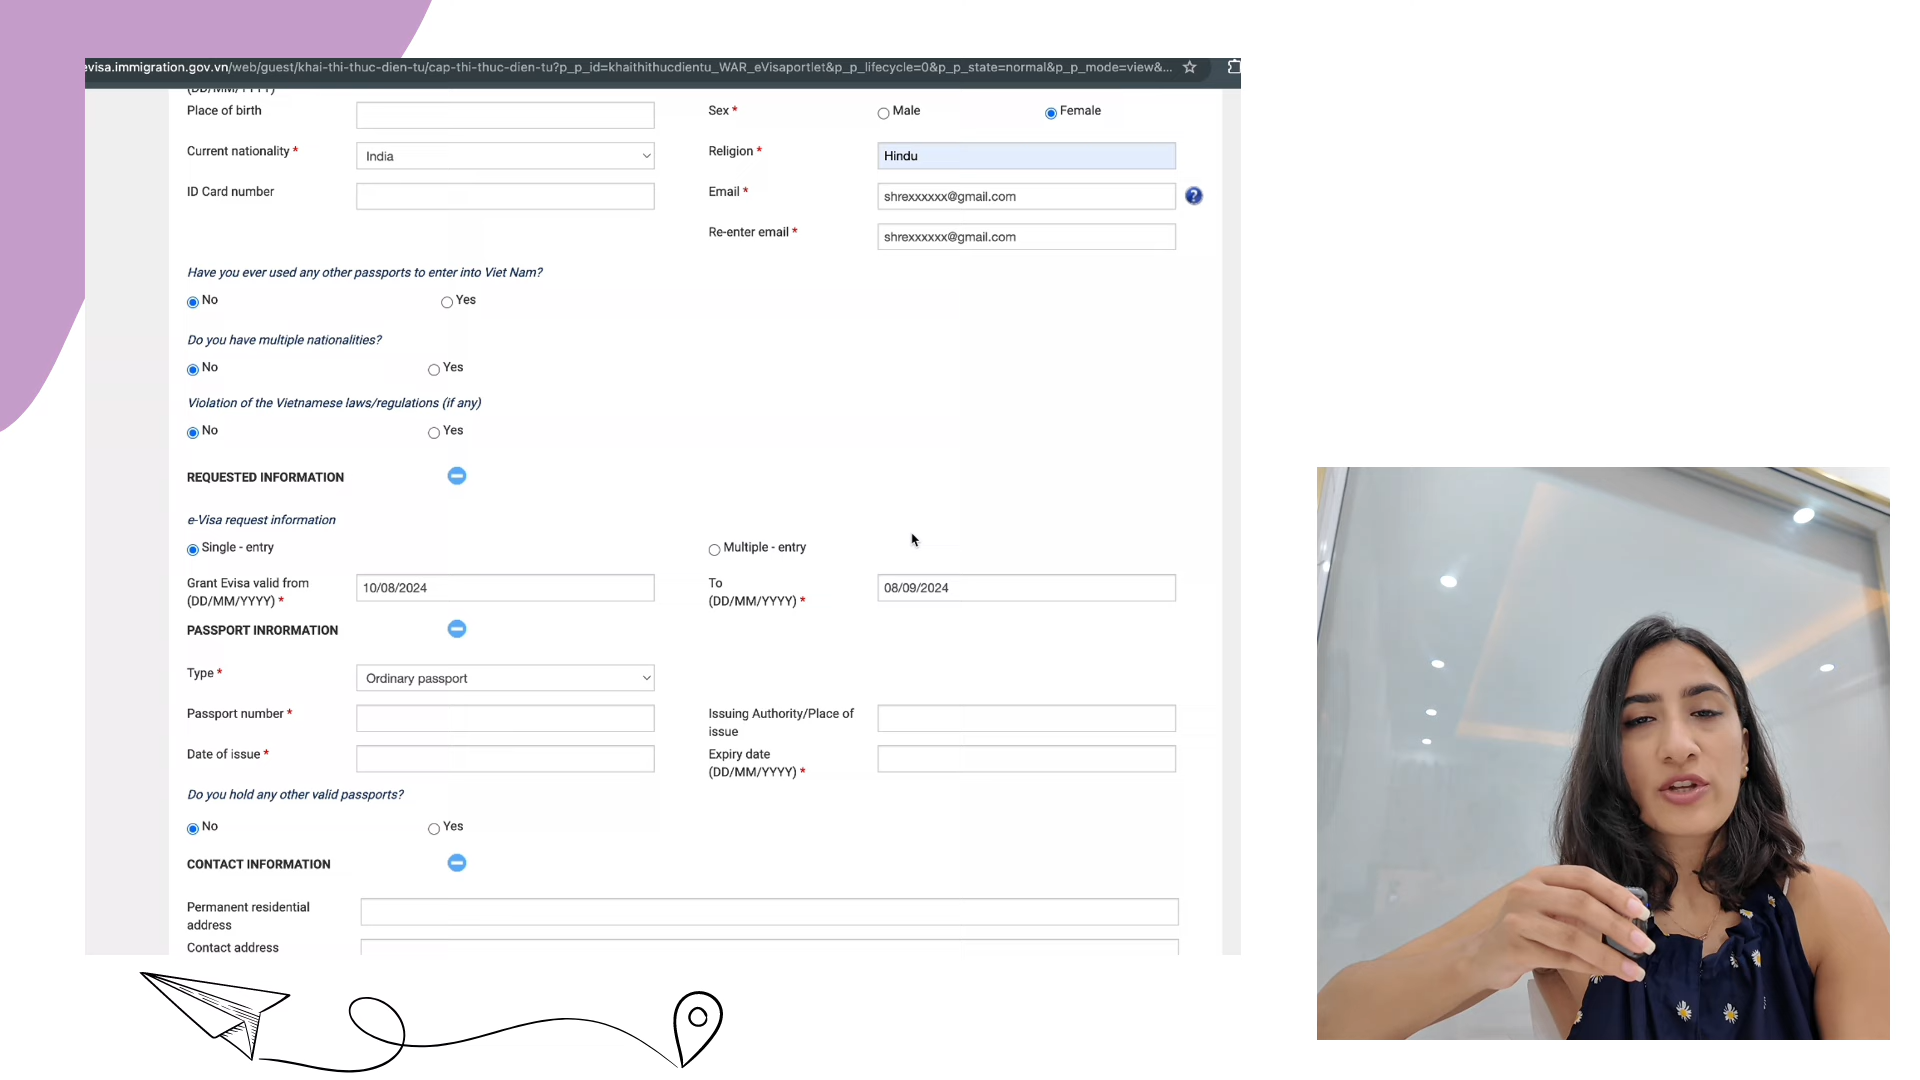 evisa.immigration.gov.vn/web/guest/khai-thi-thuc-dien-tu/cap-thi-thuc-dien-tu?p_p_id=khaithithucdientu_WAR_eVisaportlet&p_p_lifecycle=0&p_p_state=normal&p_p_mode=view&...
(DD/MM/YYYY)
Place of birth
Sex *
Male
Female
Current nationality *
India
Religion *
Hindu
ID Card number
Email *
shrexxxxxx@gmail.com
?
Re-enter email *
shrexxxxxx@gmail.com
Have you ever used any other passports to enter into Viet Nam?
No
Yes
Do you have multiple nationalities?
No
Yes
Violation of the Vietnamese laws/regulations (if any)
No
Yes
REQUESTED INFORMATION
e-Visa request information
Single - entry
Multiple - entry
Grant Evisa valid from
(DD/MM/YYYY) *
10/08/2024
To
(DD/MM/YYYY) *
08/09/2024
PASSPORT INRORMATION
Type *
Ordinary passport
Passport number *
Issuing Authority/Place of
issue
Date of issue *
Expiry date
(DD/MM/YYYY) *
Do you hold any other valid passports?
No
Yes
CONTACT INFORMATION
Permanent residential
address
Contact address